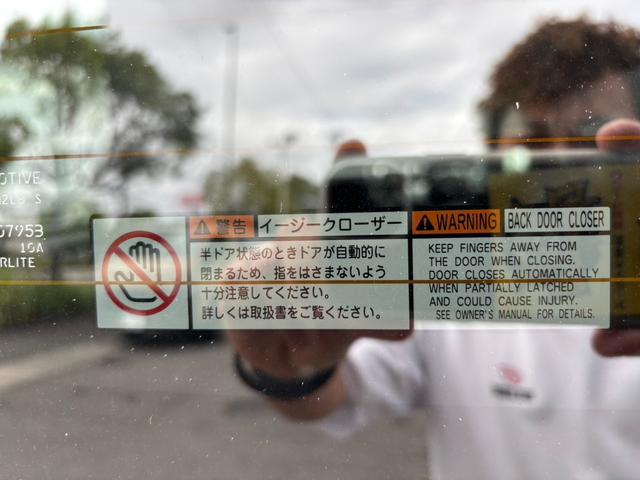 OTIVE
07953
19A
RLITE
警告 イージークローザー
半ドア状態のときドアが自動的に
閉まるため、指をはさまないよう
十分注意してください。
詳しくは取扱書をご覧ください。
WARNING BACK DOOR CLOSER
KEEP FINGERS AWAY FROM
THE DOOR WHEN CLOSING.
DOOR CLOSES AUTOMATICALLY
WHEN PARTIALLY LATCHED
AND COULD CAUSE INJURY.
SEE OWNER'S MANUAL FOR DETAILS.